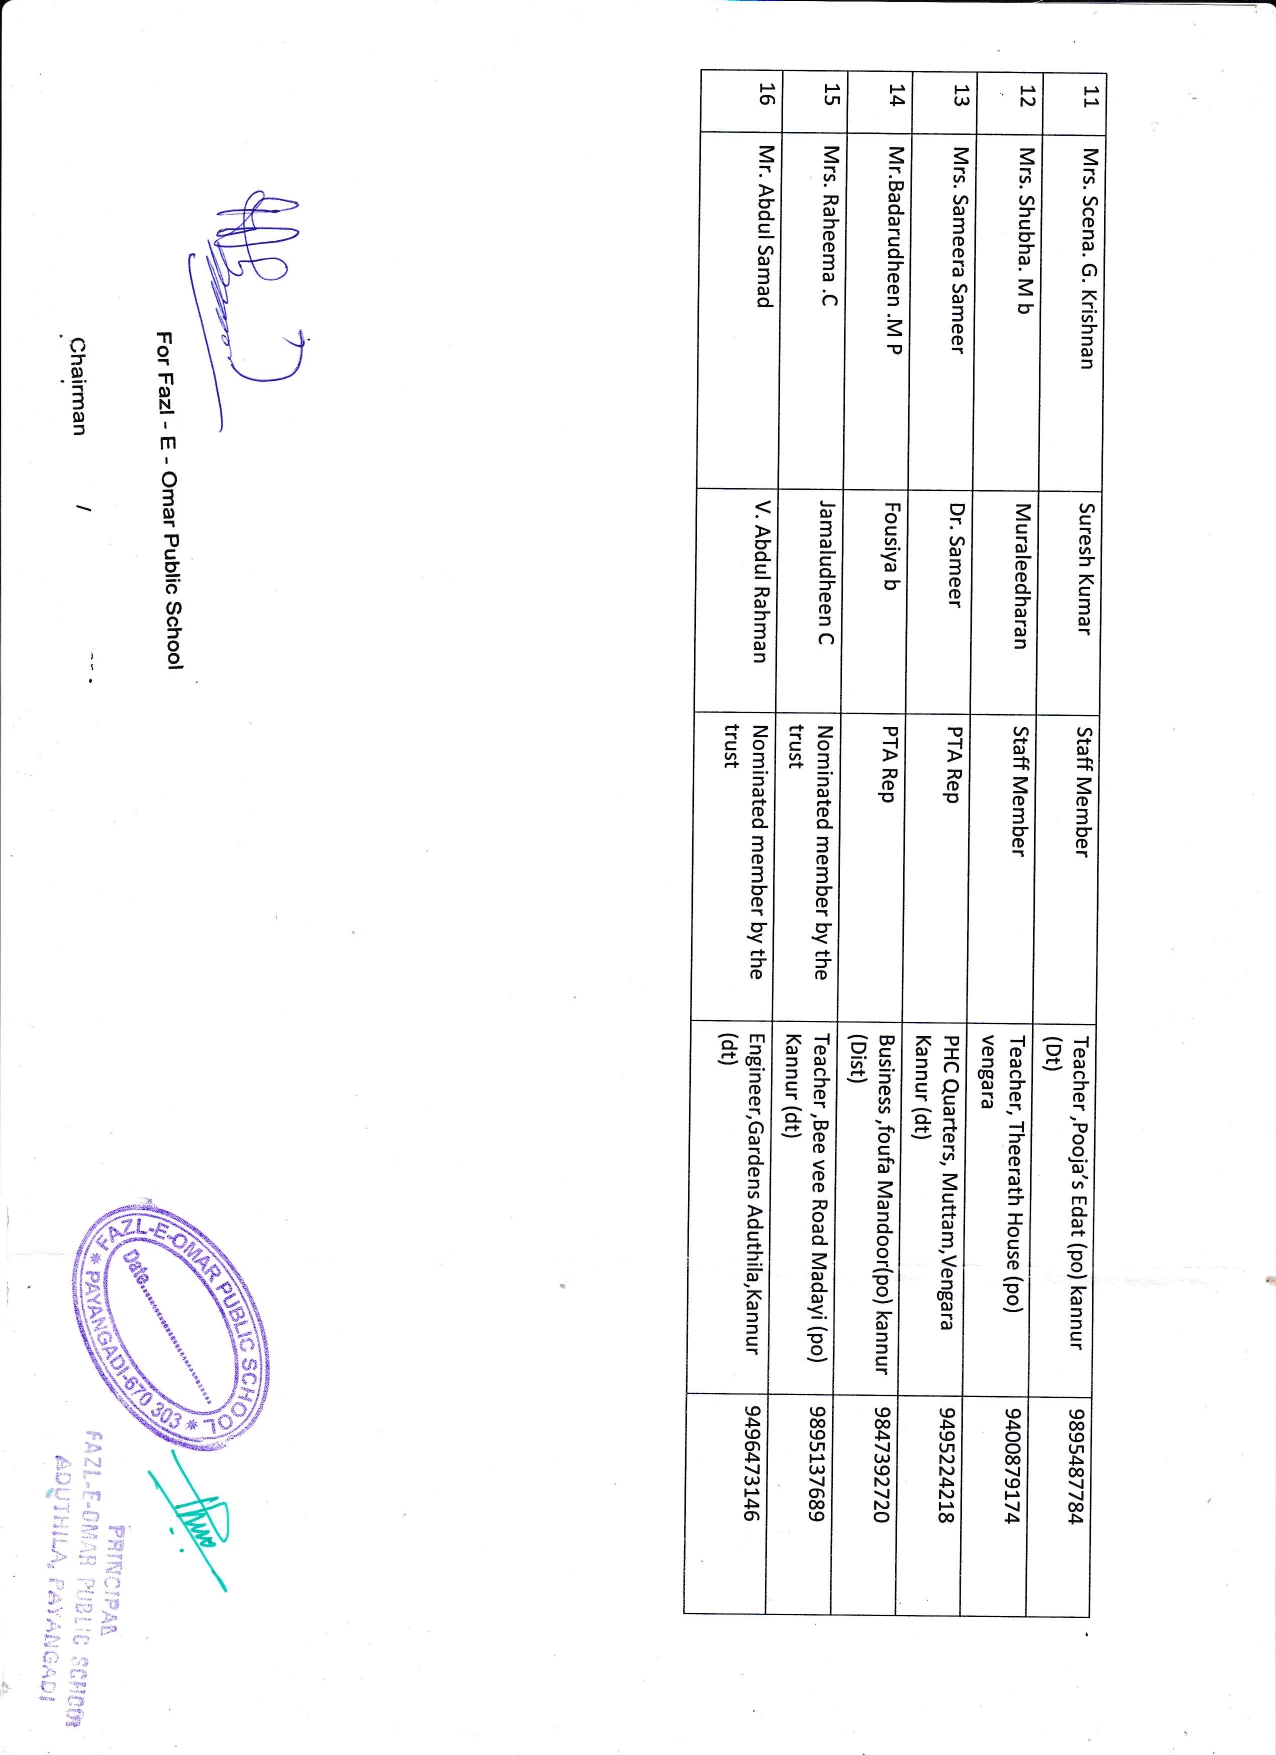 11 Mrs. Scena. G. Krishnan Suresh Kumar Staff Member Teacher ,Pooja's Edat (po) kannur 9895487784
(Dt)
12 Mrs. Shubha. M b Muraleedharan Staff Member Teacher, Theerath House (po) 9400879174
vengara
13 Mrs. Sameera Sameer Dr. Sameer PTA Rep PHC Quarters, Muttam,Vengara 9495224218
Kannur (dt)
14 Mr.Badarudheen .M P Fousiya b PTA Rep Business ,foufa Mandoor(po) kannur 9847392720
(Dist)
15 Mrs. Raheema .C Jamaludheen C Nominated member by the Teacher ,Bee vee Road Madayi (po) 9895137689
trust Kannur (dt)
16 Mr. Abdul Samad V. Abdul Rahman Nominated member by the Engineer,Gardens Aduthila,Kannur 9496473146
trust (dt)
For Fazl - E - Omar Public School
Chairman /
FAZL-E-OMAR PUBLIC SCHOOL
Date
* PAYANGADI-670 303 *
PRINCIPAL
FAZL-E-OMAR PUBLIC SCHOOL
ADUTHILA, PAYANGADI